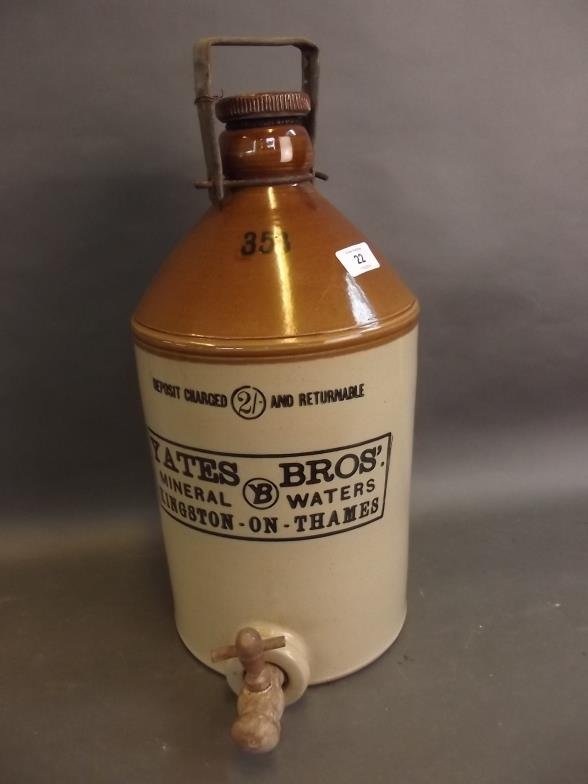 353
22
DEPOSIT CHARGED 2/- AND RETURNABLE
YATES BROS'.
MINERAL YB WATERS
KINGSTON-ON-THAMES